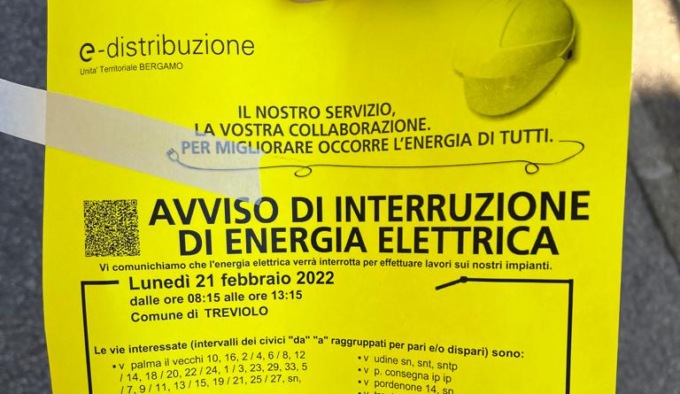 e-distribuzione
Unita' Territoriale BERGAMO
IL NOSTRO SERVIZIO,
LA VOSTRA COLLABORAZIONE.
PER MIGLIORARE OCCORRE L'ENERGIA DI TUTTI.
AVVISO DI INTERRUZIONE
DI ENERGIA ELETTRICA
Vi comunichiamo che l'energia elettrica verrà interrotta per effettuare lavori sui nostri impianti.
Lunedì 21 febbraio 2022
dalle ore 08:15 alle ore 13:15
Comune di TREVIOLO
Le vie interessate (intervalli dei civici "da" "a" raggruppati per pari e/o dispari) sono:
• v palma il vecchi 10, 16, 2 / 4, 6 / 8, 12
/ 14, 18 / 20, 22 / 24, 1 / 3, 23, 29, 33, 5
/ 7, 9 / 11, 13 / 15, 19 / 21, 25 / 27, sn,
• v udine sn, snt, sntp
• v p. consegna ip ip
• v pordenone 14, sn